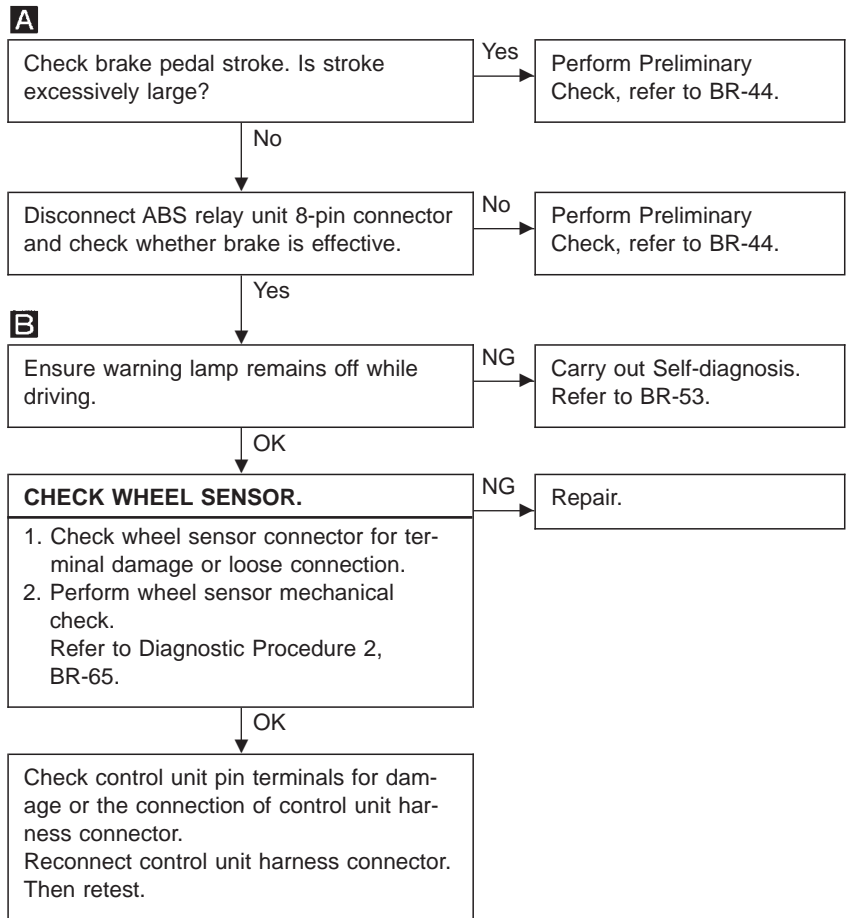 A
Check brake pedal stroke. Is stroke
excessively large?
Yes
Perform Preliminary
Check, refer to BR-44.
No
Disconnect ABS relay unit 8-pin connector
and check whether brake is effective.
No
Perform Preliminary
Check, refer to BR-44.
Yes
B
Ensure warning lamp remains off while
driving.
NG
Carry out Self-diagnosis.
Refer to BR-53.
OK
CHECK WHEEL SENSOR.
NG
Repair.
1. Check wheel sensor connector for ter-
minal damage or loose connection.
2. Perform wheel sensor mechanical
check.
Refer to Diagnostic Procedure 2,
BR-65.
OK
Check control unit pin terminals for dam-
age or the connection of control unit har-
ness connector.
Reconnect control unit harness connector.
Then retest.